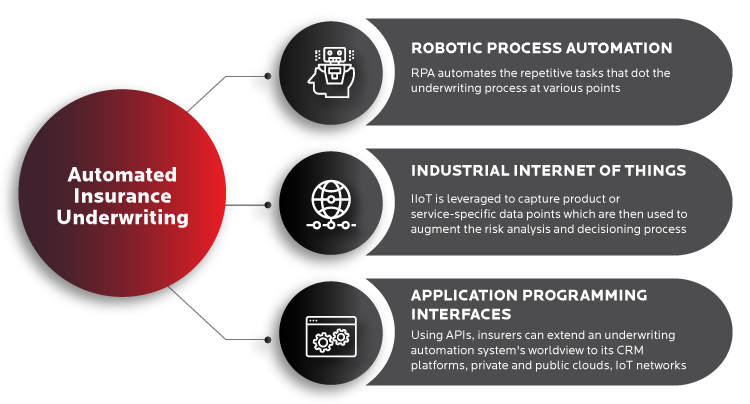 Automated
Insurance
Underwriting
ROBOTIC PROCESS AUTOMATION
RPA automates the repetitive tasks that dot the
underwriting process at various points
INDUSTRIAL INTERNET OF THINGS
IIoT is leveraged to capture product or
service-specific data points which are then used to
augment the risk analysis and decisioning process
APPLICATION PROGRAMMING
INTERFACES
Using APIs, insurers can extend an underwriting
automation system's worldview to its CRM
platforms, private and public clouds, IoT networks